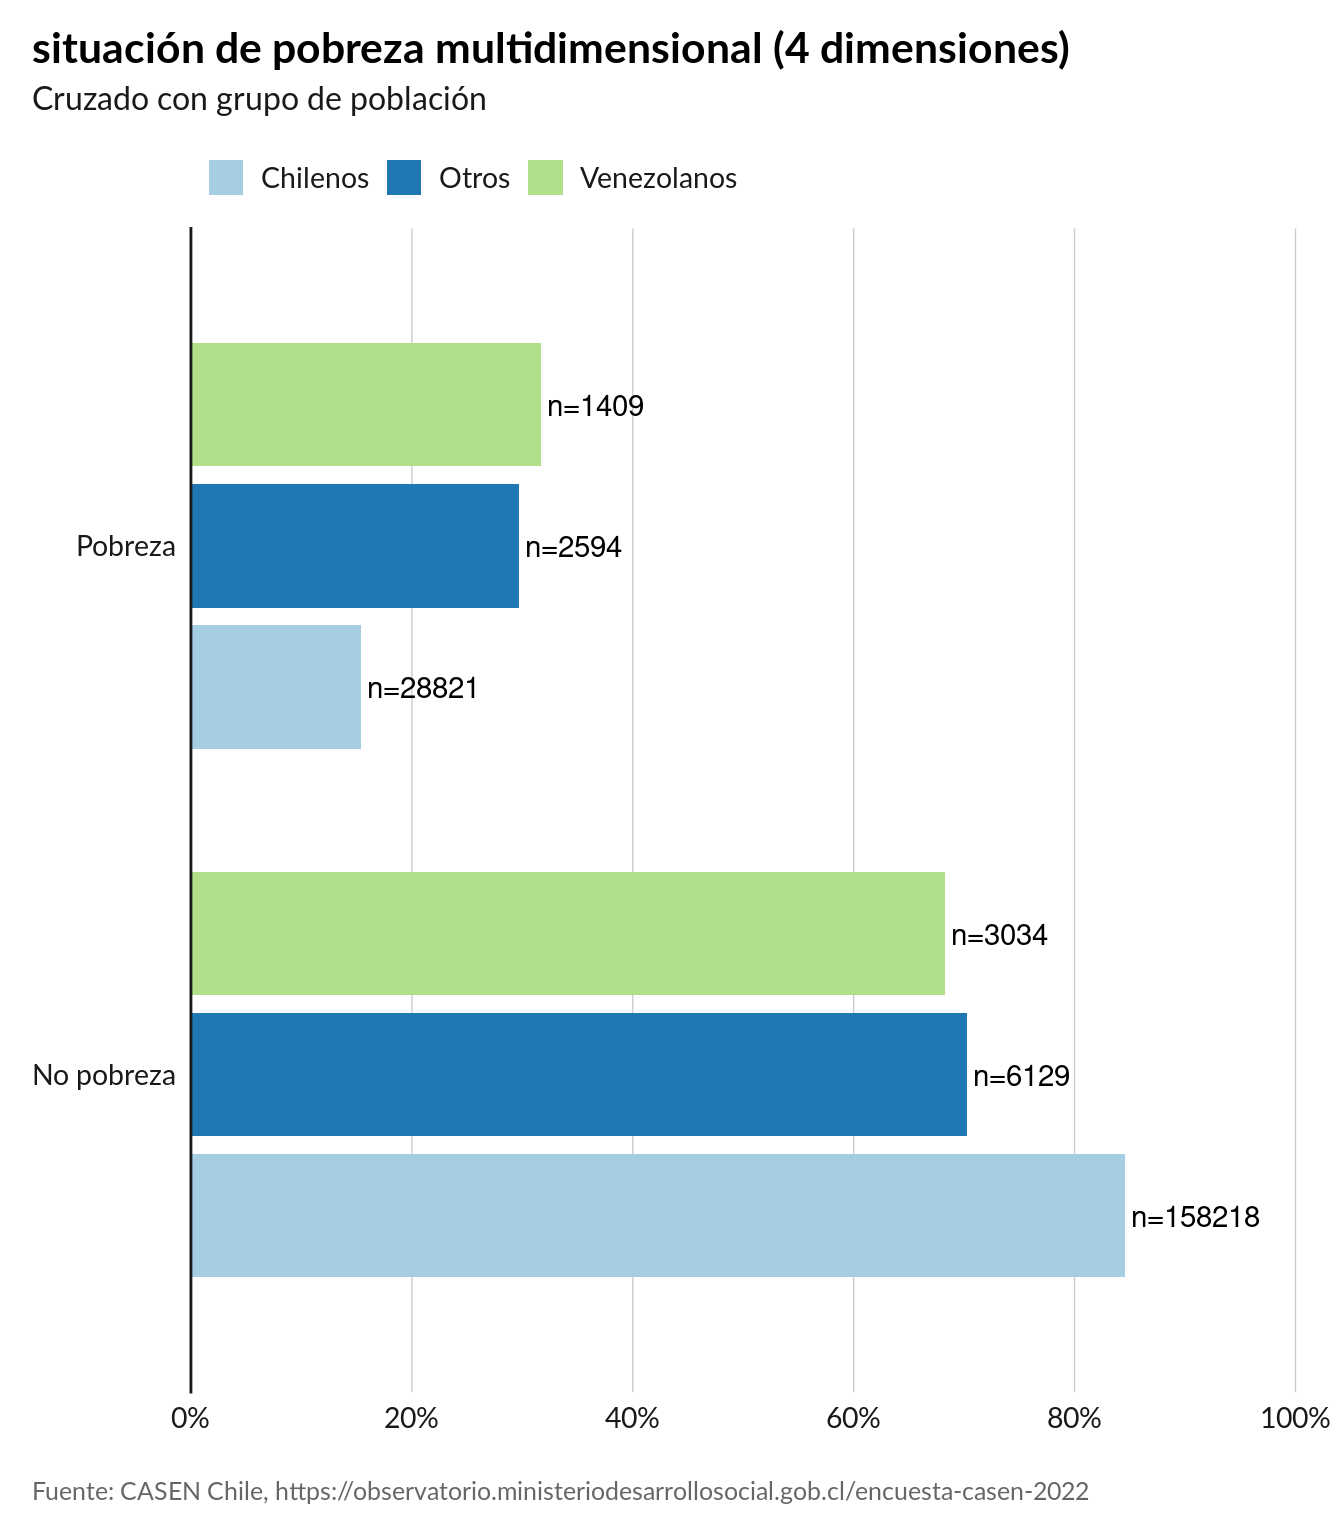 situación de pobreza multidimensional (4 dimensiones)
Cruzado con grupo de población
Chilenos Otros Venezolanos
n=1409
Pobreza n=2594
n=28821
n=3034
No pobreza n=6129
n=158218
0% 20% 40% 60% 80% 100%
Fuente: CASEN Chile, https://observatorio.ministeriodesarrollosocial.gob.cl/encuesta-casen-2022